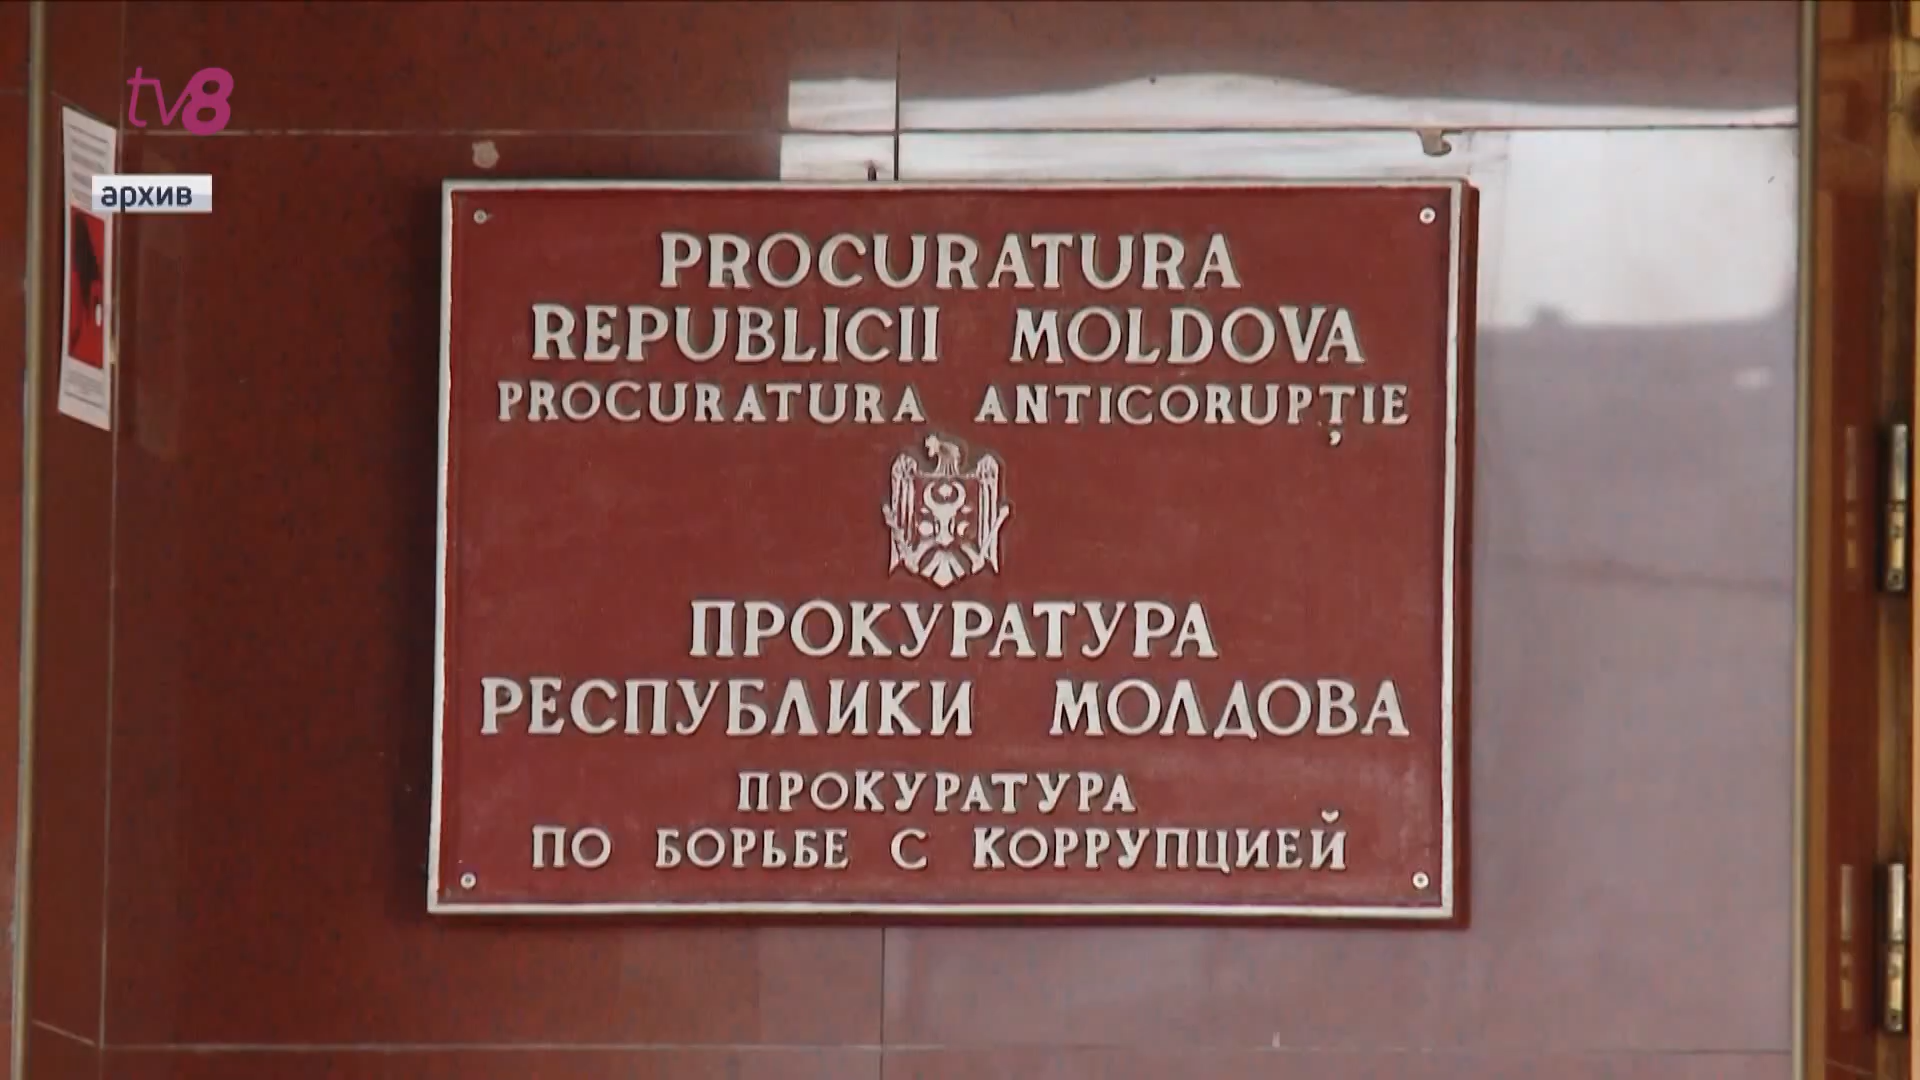 tv8
архив
PROCURATURA
REPUBLICII MOLDOVA
PROCURATURA ANTICORUPȚIE
ПРОКУРАТУРА
РЕСПУБЛИКИ МОЛДОВА
ПРОКУРАТУРА
ПО БОРЬБЕ С КОРРУПЦИЕЙ